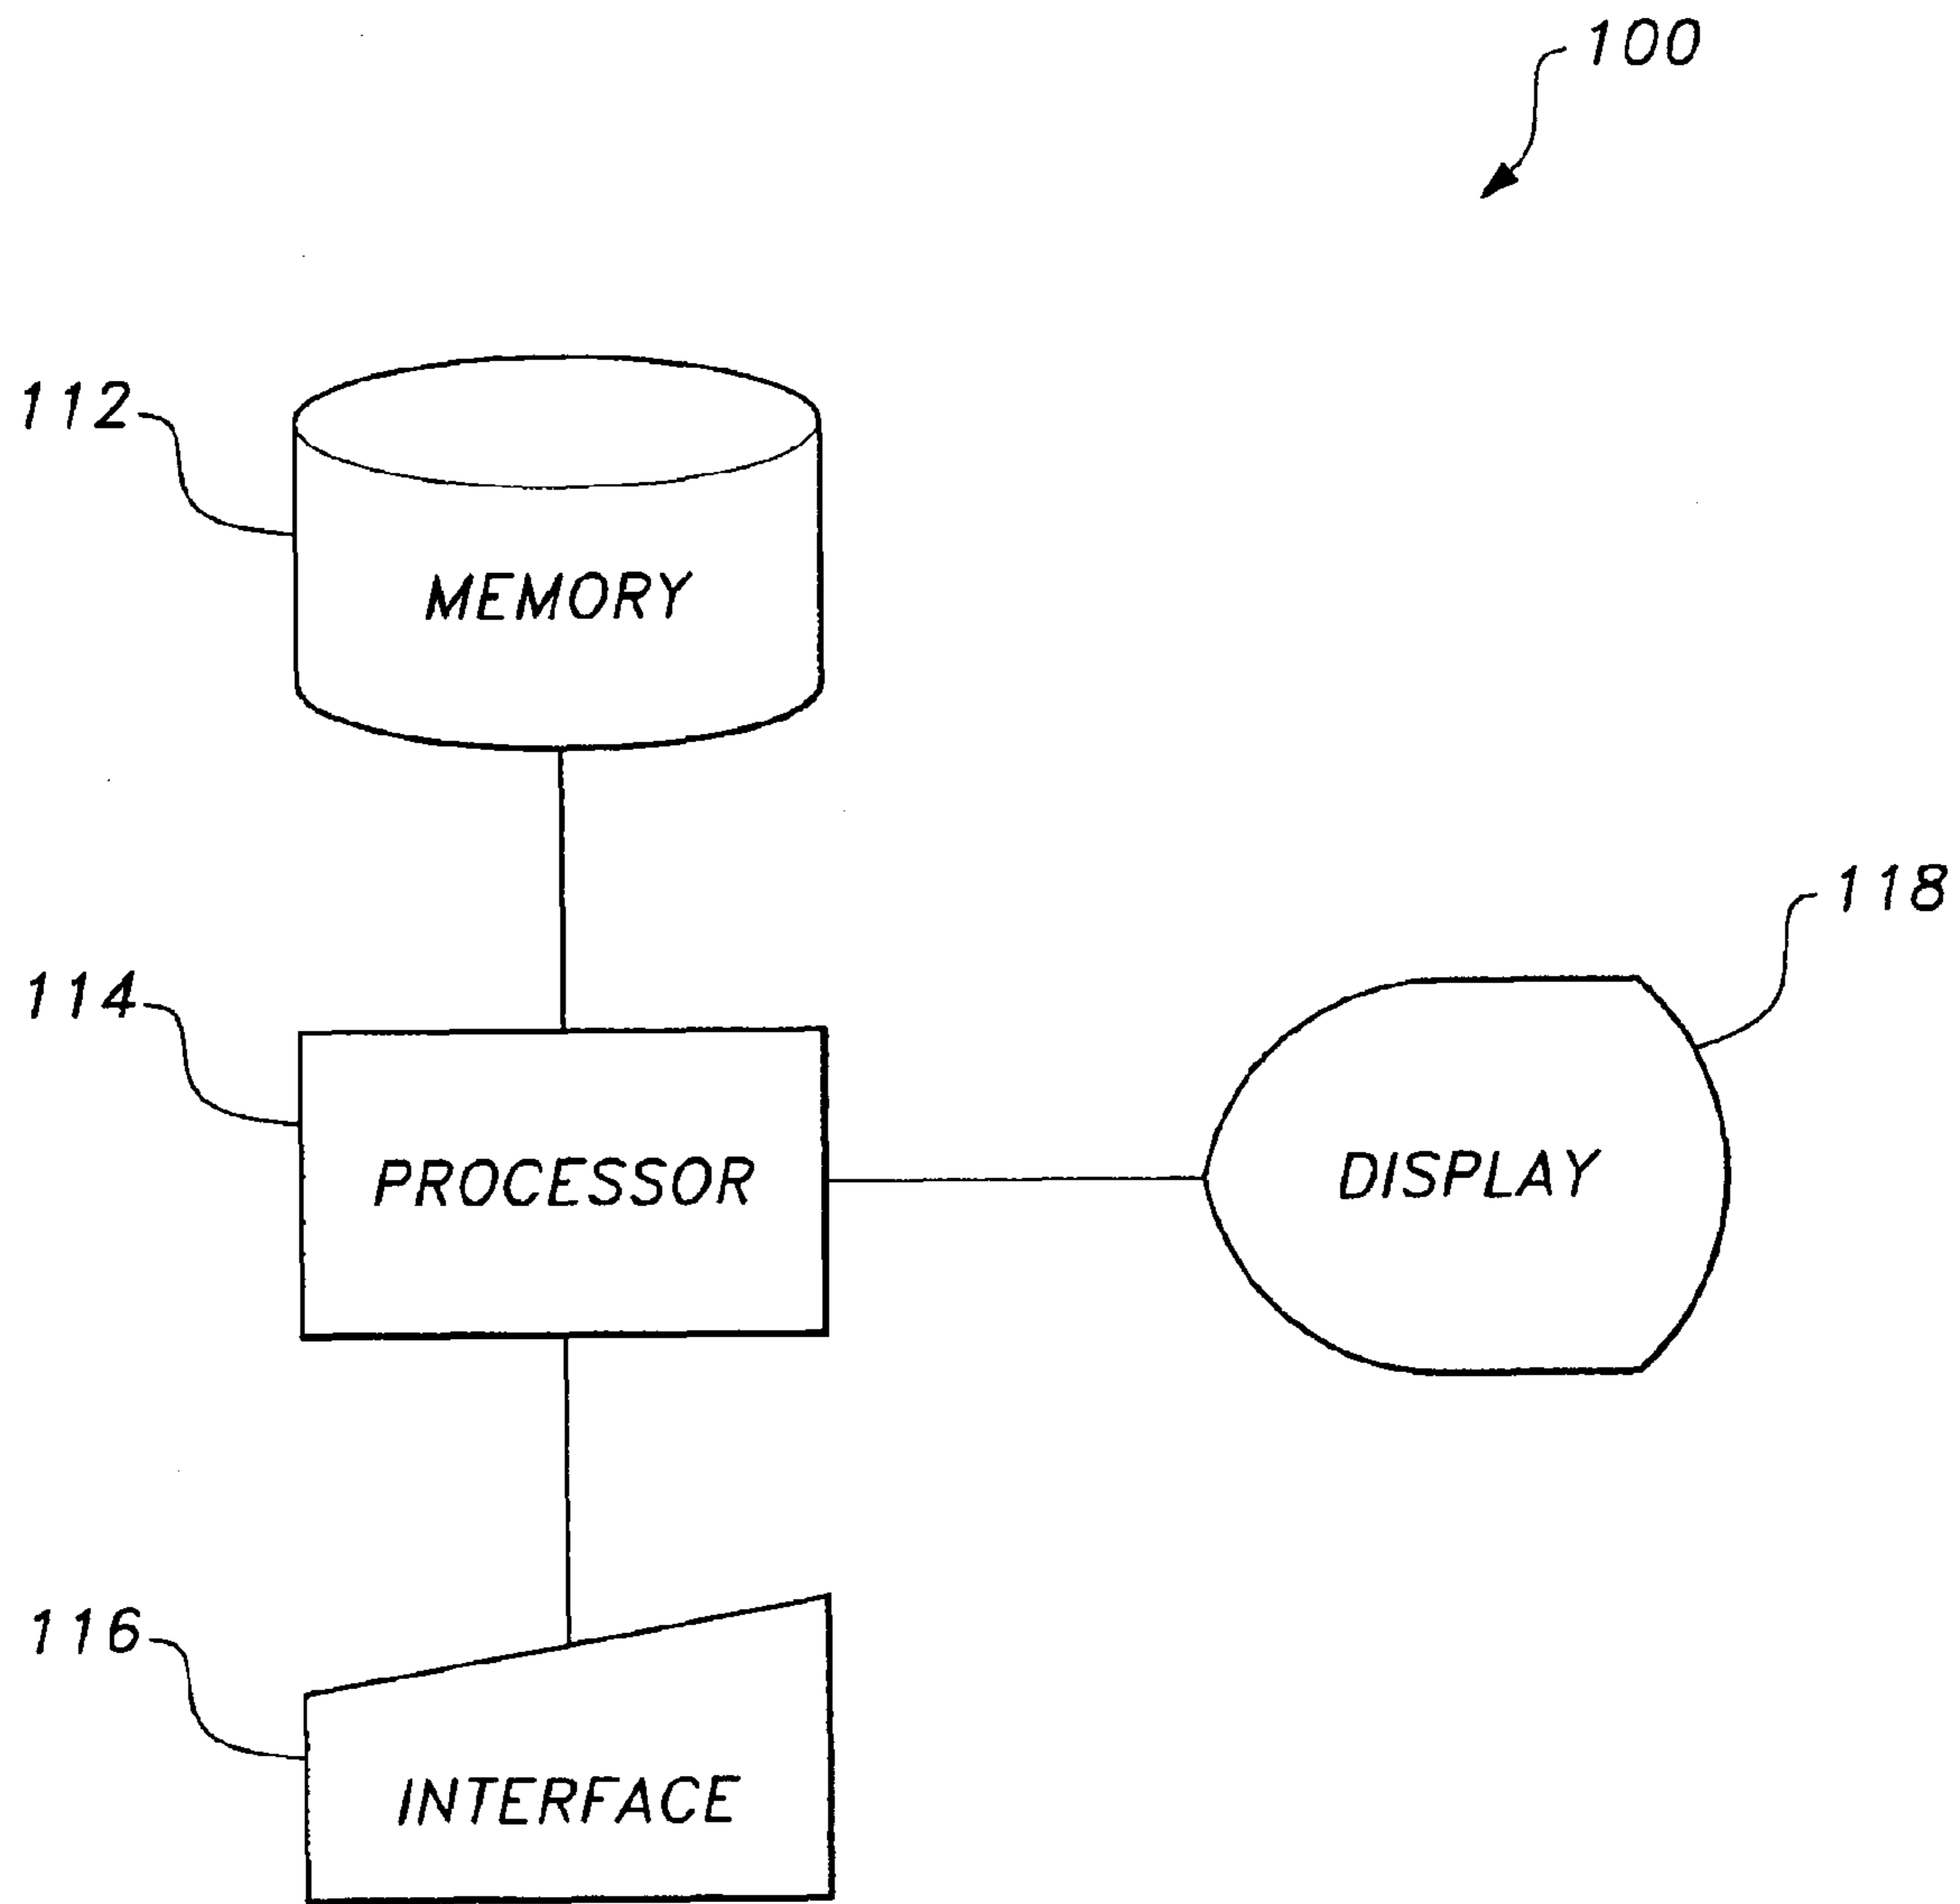 100
112
MEMORY
118
114
PROCESSOR
DISPLAY
116
INTERFACE